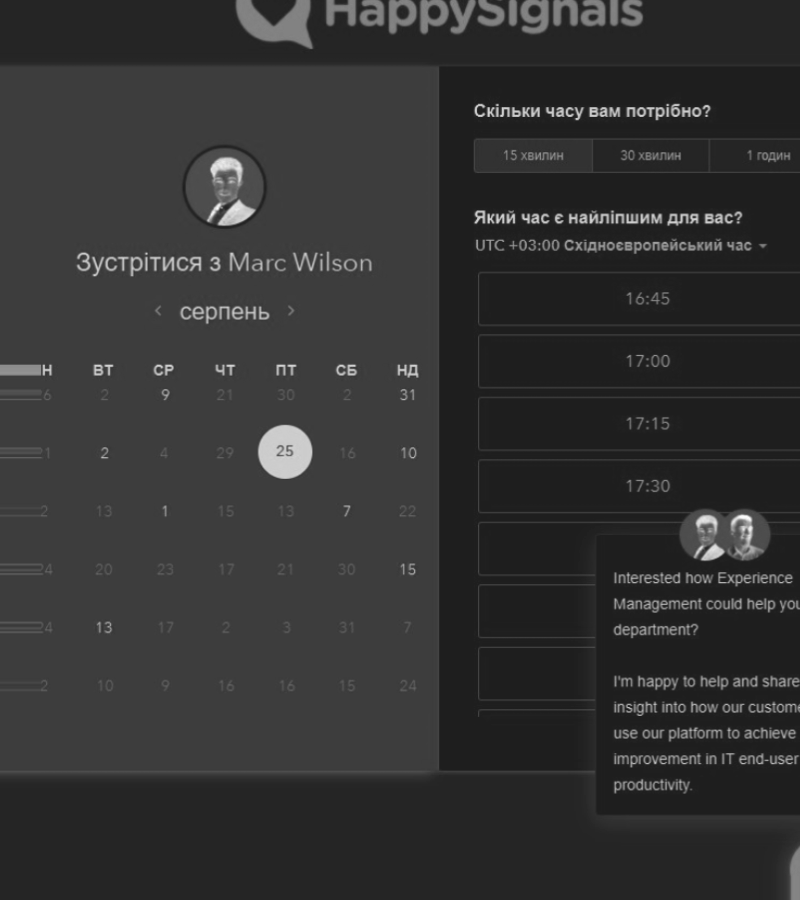 HappySignals
Зустрітися з Marc Wilson
серпень
Н ВТ СР ЧТ ПТ СБ НД
6 2 9 21 30 2 31
1 2 4 29 25 16 10
2 13 1 15 13 7 22
4 20 23 17 21 30 15
4 13 17 2 3 31 7
2 10 9 16 16 15 24
Скільки часу вам потрібно?
15 хвилин 30 хвилин 1 годин
Який час є найліпшим для вас?
UTC +03:00 Східноєвропейський час
16:45
17:00
17:15
17:30
Interested how Experience
Management could help you
department?
I'm happy to help and share
insight into how our custome
use our platform to achieve
improvement in IT end-user
productivity.